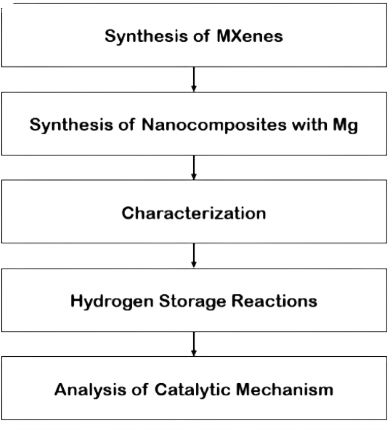 Synthesis of MXenes
Synthesis of Nanocomposites with Mg
Characterization
Hydrogen Storage Reactions
Analysis of Catalytic Mechanism